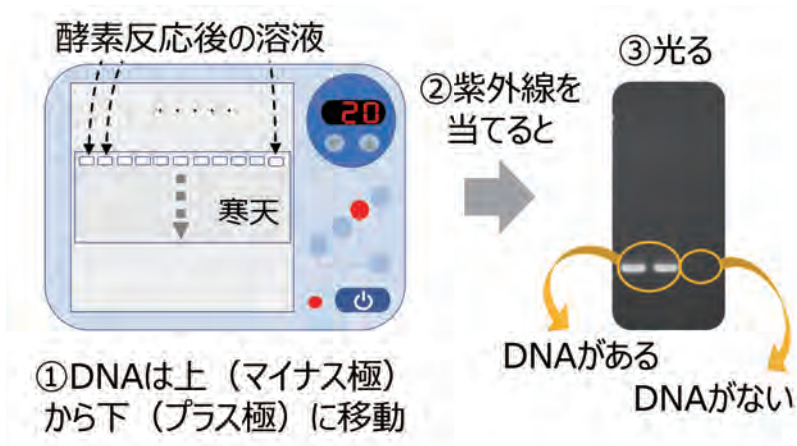 酵素反応後の溶液
20
寒天
①DNAは上（マイナス極）
から下（プラス極）に移動
②紫外線を
当てると
③光る
DNAがある
DNAがない